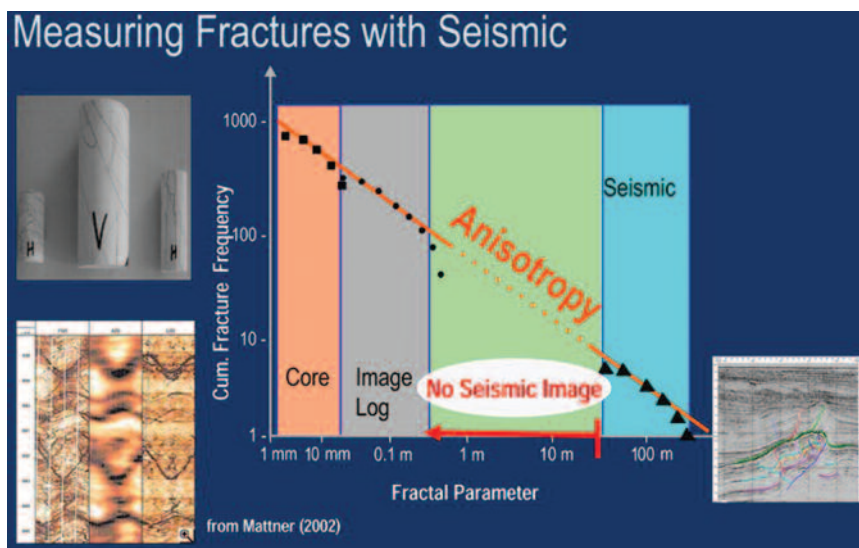 Measuring Fractures with Seismic
1000 -
100 -
10 -
1 -
Cum. Fracture Frequency
Core
Image
Log
Anisotropy
No Seismic Image
Seismic
1 mm 10 mm 0.1 m 1 m 10 m 100 m
Fractal Parameter
H V H
from Mattner (2002)